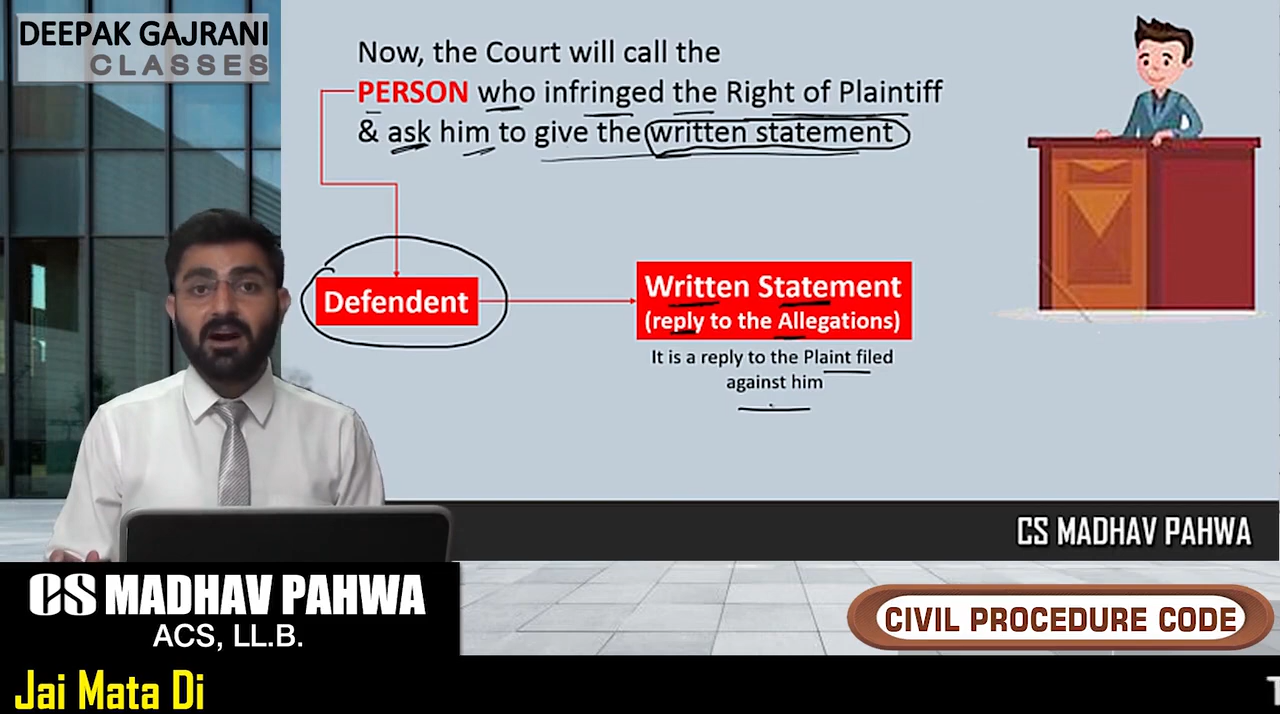 DEEPAK GAJRANI
CLASSES
Now, the Court will call the
PERSON who infringed the Right of Plaintiff
& ask him to give the written statement
Defendent
Written Statement
(reply to the Allegations)
It is a reply to the Plaint filed
against him
CS MADHAV PAHWA
CS MADHAV PAHWA
ACS, LL.B.
CIVIL PROCEDURE CODE
Jai Mata Di